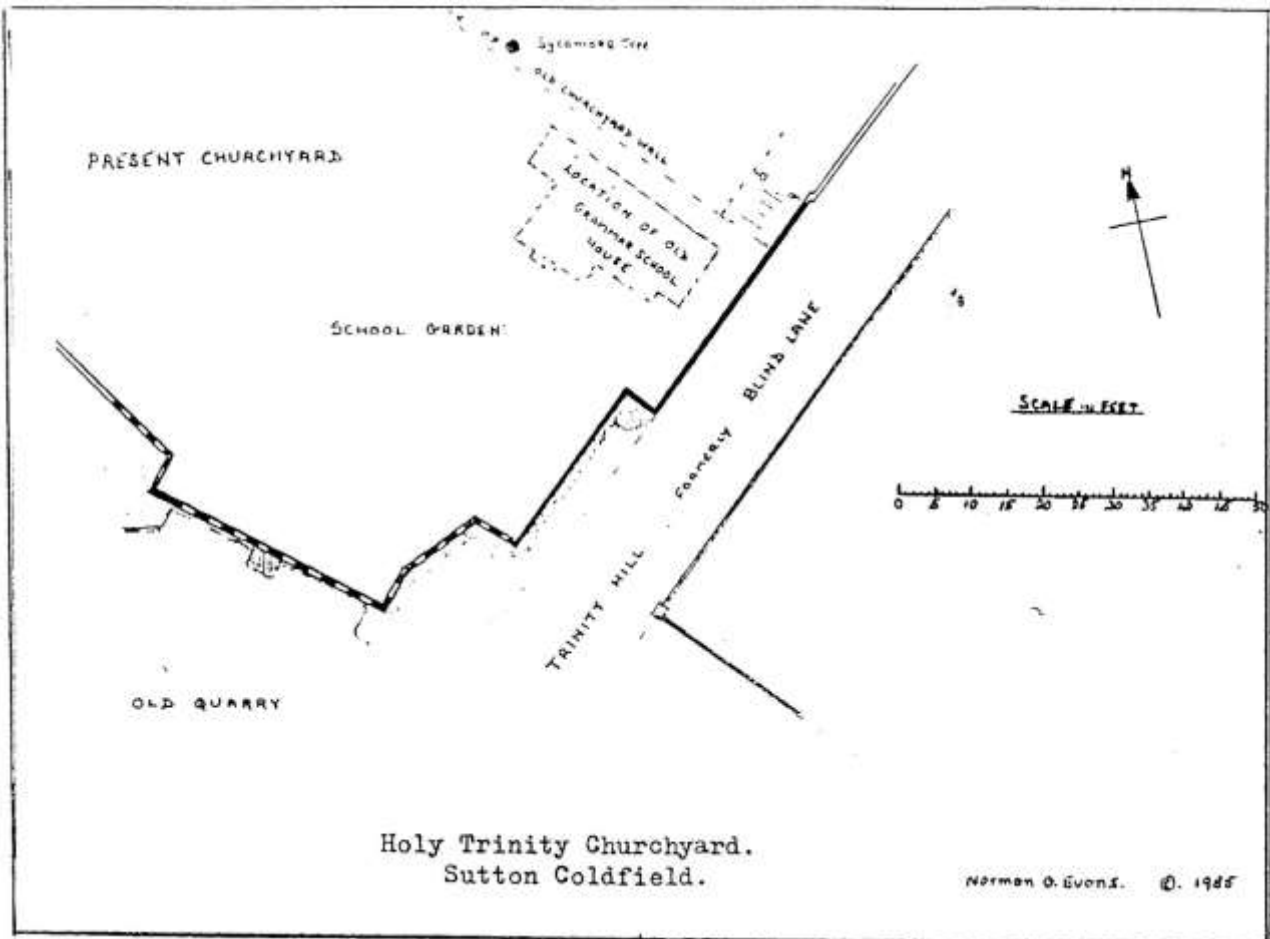 Sycamore Tree
OLD CHURCHYARD WALL
PRESENT CHURCHYARD
LOCATION OF OLD
GRAMMAR SCHOOL
HOUSE
N
SCHOOL GARDEN
TRINITY HILL FORMERLY BLIND LANE
SCALE IN FEET
0 5 10 15 20 25 30 35 40 45 50
OLD QUARRY
Holy Trinity Churchyard.
Sutton Coldfield.
Norman G. Evans. ©. 1985